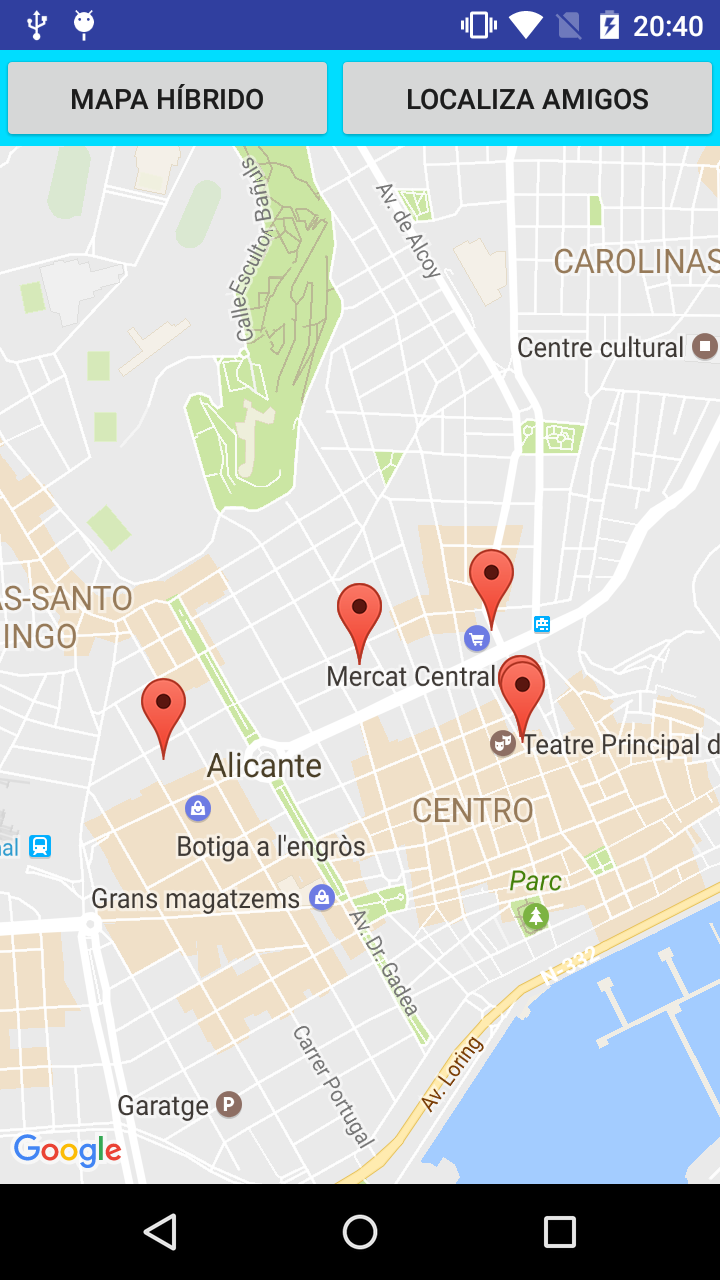 20:40
MAPA HÍBRIDO
LOCALIZA AMIGOS
Calle Escultor Bañuls
Av. de Alcoy
CAROLINAS
Centre cultural
AS-SANTO
INGO
Mercat Central
Teatre Principal d
Alicante
CENTRO
Botiga a l'engròs
al
Parc
Grans magatzems
Av. Dr. Gadea
N-332
Av. Loring
Carrer Portugal
Garatge P
Google